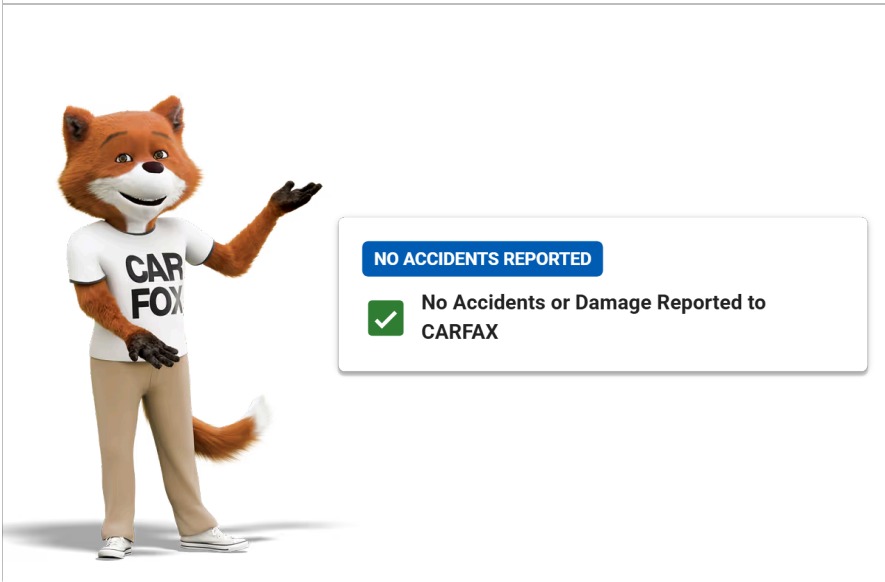 CAR
FOX
NO ACCIDENTS REPORTED
No Accidents or Damage Reported to
CARFAX